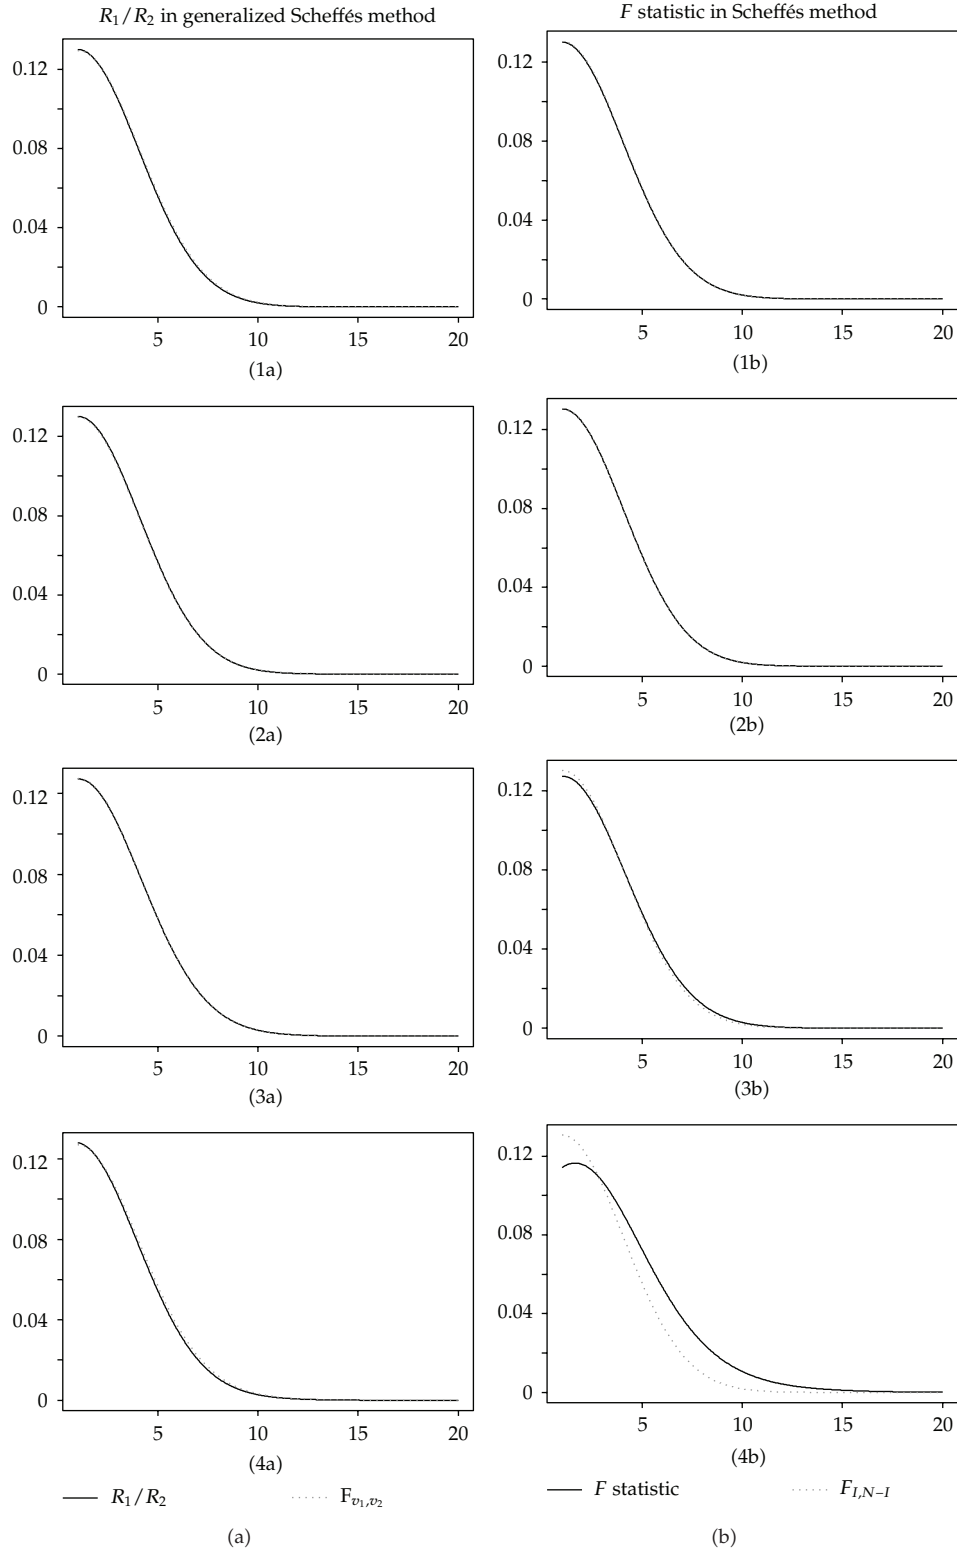 R₁/R₂ in generalized Scheffés method
0.12
0.08
0.04
0
5 10 15 20
(1a)
F statistic in Scheffés method
0.12
0.08
0.04
0
5 10 15 20
(1b)
0.12
0.08
0.04
0
5 10 15 20
(2a)
0.12
0.08
0.04
0
5 10 15 20
(2b)
0.12
0.08
0.04
0
5 10 15 20
(3a)
0.12
0.08
0.04
0
5 10 15 20
(3b)
0.12
0.08
0.04
0
5 10 15 20
(4a)
R₁/R₂ F_{v₁,v₂}
(a)
0.12
0.08
0.04
0
5 10 15 20
(4b)
F statistic F_{I,N−I}
(b)